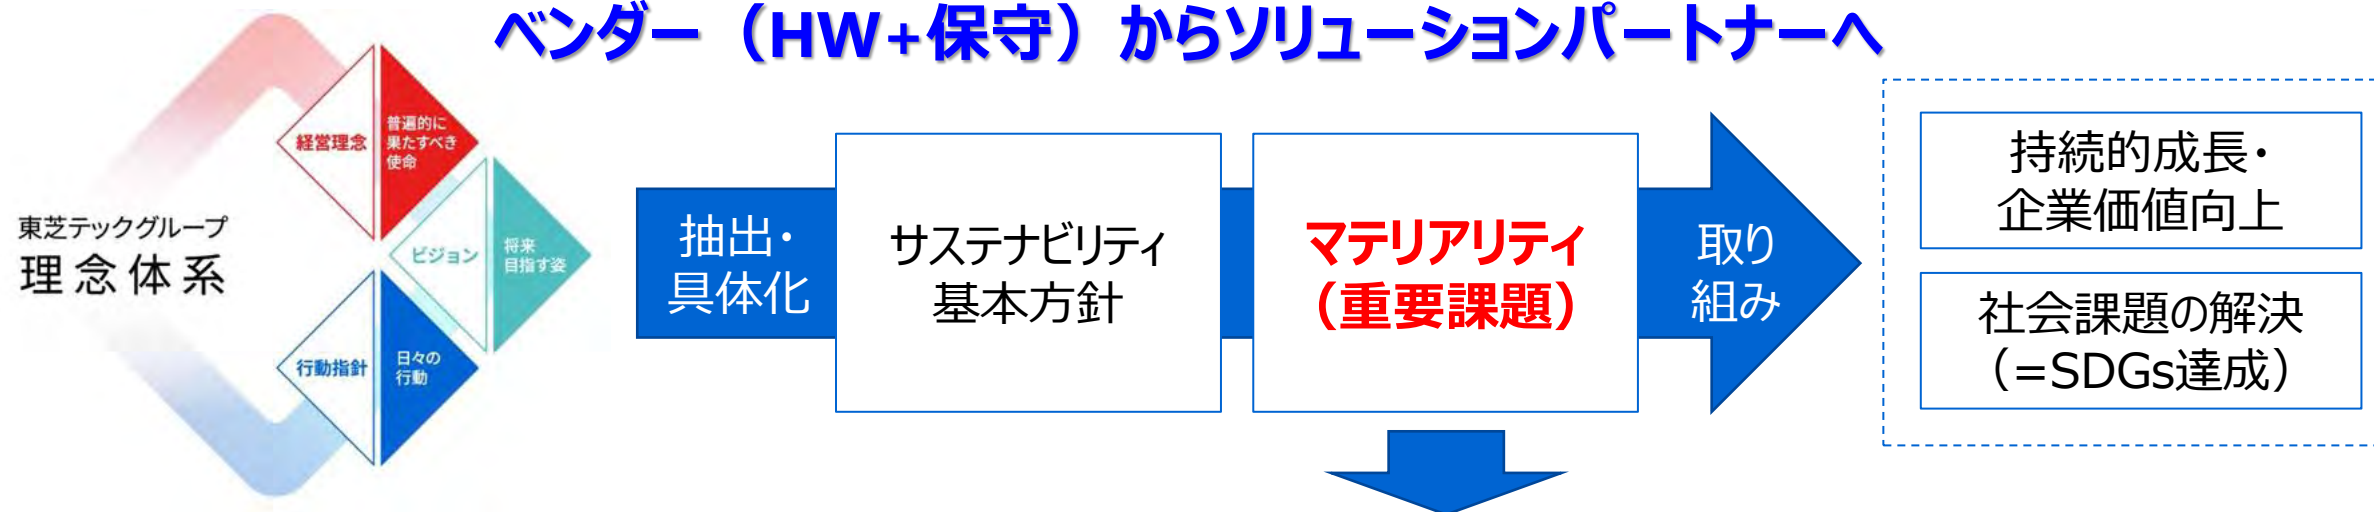 ベンダー（HW+保守）からソリューションパートナーへ
東芝テックグループ
理念体系
経営理念
普遍的に
果たすべき
使命
ビジョン
将来
目指す姿
行動指針
日々の
行動
抽出・
具体化
サステナビリティ
基本方針
マテリアリティ
（重要課題）
取り
組み
持続的成長・
企業価値向上
社会課題の解決
（=SDGs達成）